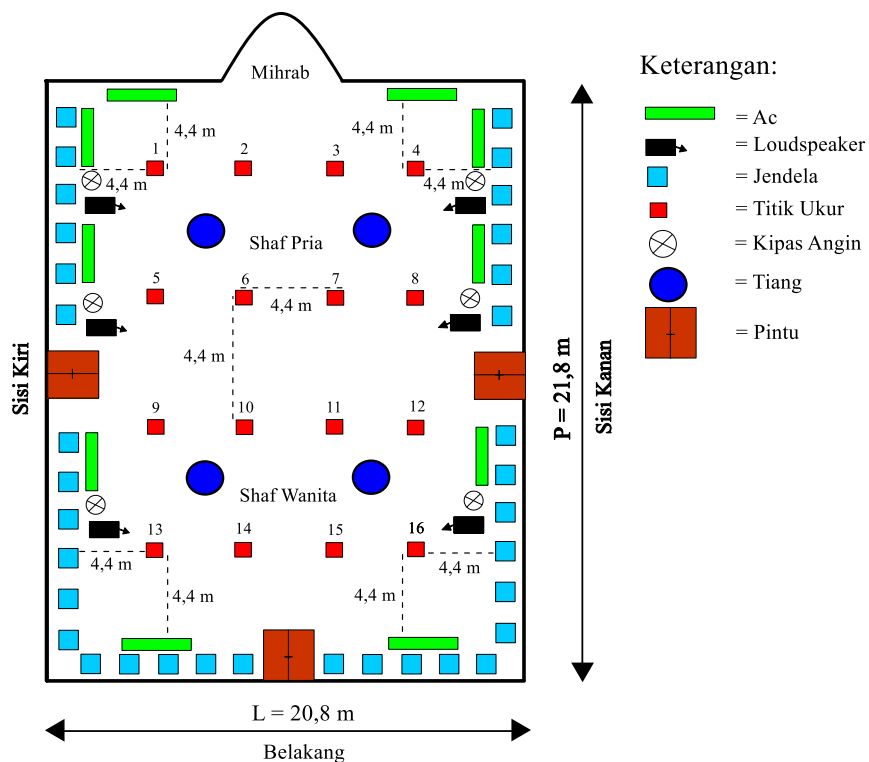 Mihrab
4,4 m
4,4 m
1
2
3
4
4,4 m
4,4 m
Shaf Pria
5
6
7
8
4,4 m
4,4 m
Sisi Kiri
9
10
11
12
Shaf Wanita
13
14
15
16
4,4 m
4,4 m
4,4 m
4,4 m
P = 21,8 m
Sisi Kanan
L = 20,8 m
Belakang
Keterangan:
= Ac
= Loudspeaker
= Jendela
= Titik Ukur
= Kipas Angin
= Tiang
= Pintu